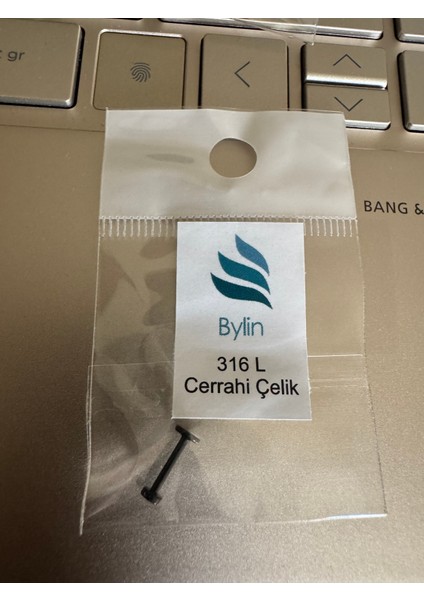 gr
BANG &
Bylin
316 L
Cerrahi Çelik